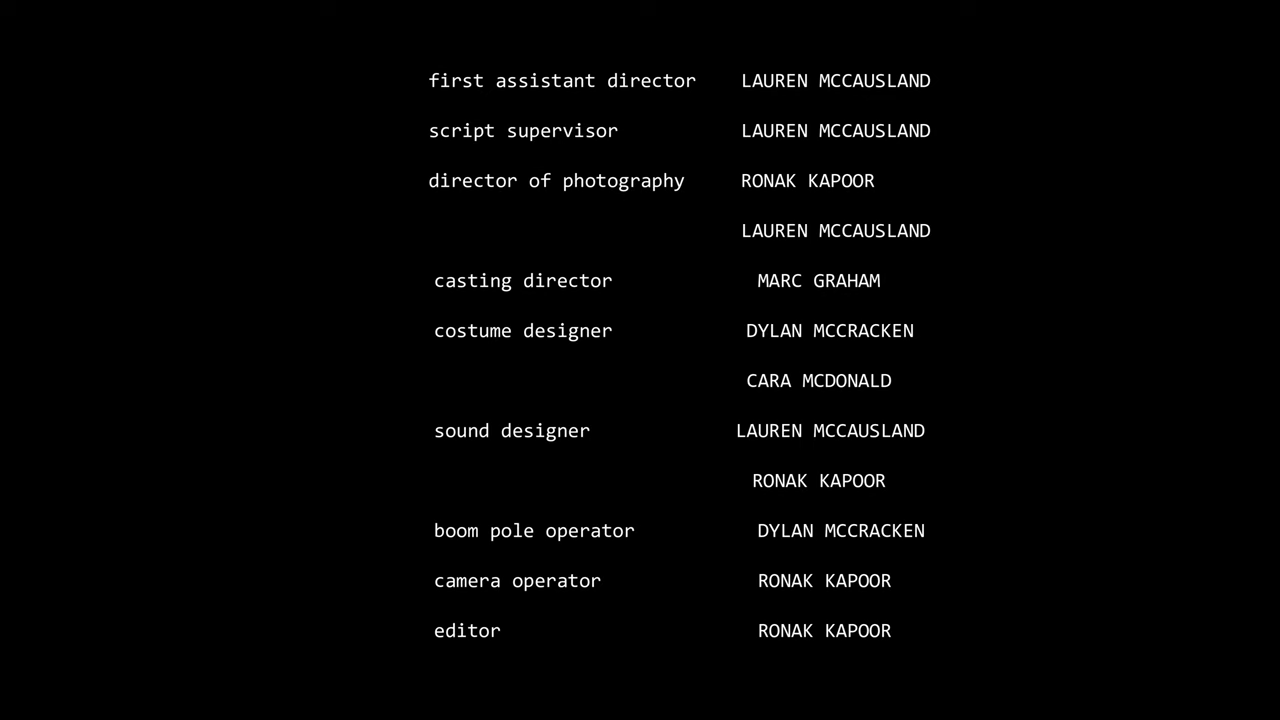 first assistant director LAUREN MCCAUSLAND
script supervisor LAUREN MCCAUSLAND
director of photography RONAK KAPOOR
LAUREN MCCAUSLAND
casting director MARC GRAHAM
costume designer DYLAN MCCRACKEN
CARA MCDONALD
sound designer LAUREN MCCAUSLAND
RONAK KAPOOR
boom pole operator DYLAN MCCRACKEN
camera operator RONAK KAPOOR
editor RONAK KAPOOR